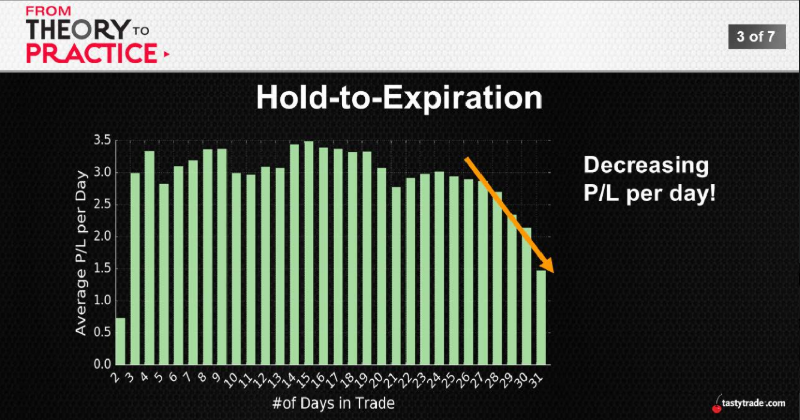 FROM
THEORY TO
PRACTICE
3 of 7
Hold-to-Expiration
Decreasing
P/L per day!
Average P/L per Day
3.5
3.0
2.5
2.0
1.5
1.0
0.5
0.0
2 3 4 5 6 7 8 9 10 11 12 13 14 15 16 17 18 19 20 21 22 23 24 25 26 27 28 29 30 31
#of Days in Trade
tastytrade.com